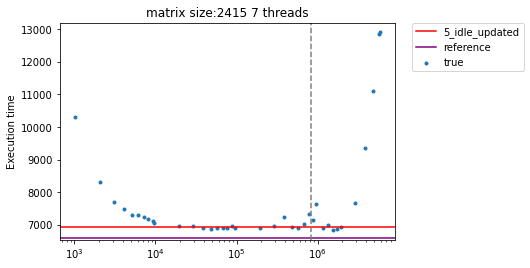 matrix size:2415 7 threads
Execution time
13000
12000
11000
10000
9000
8000
7000
10³
10⁴
10⁵
10⁶
5_idle_updated
reference
true